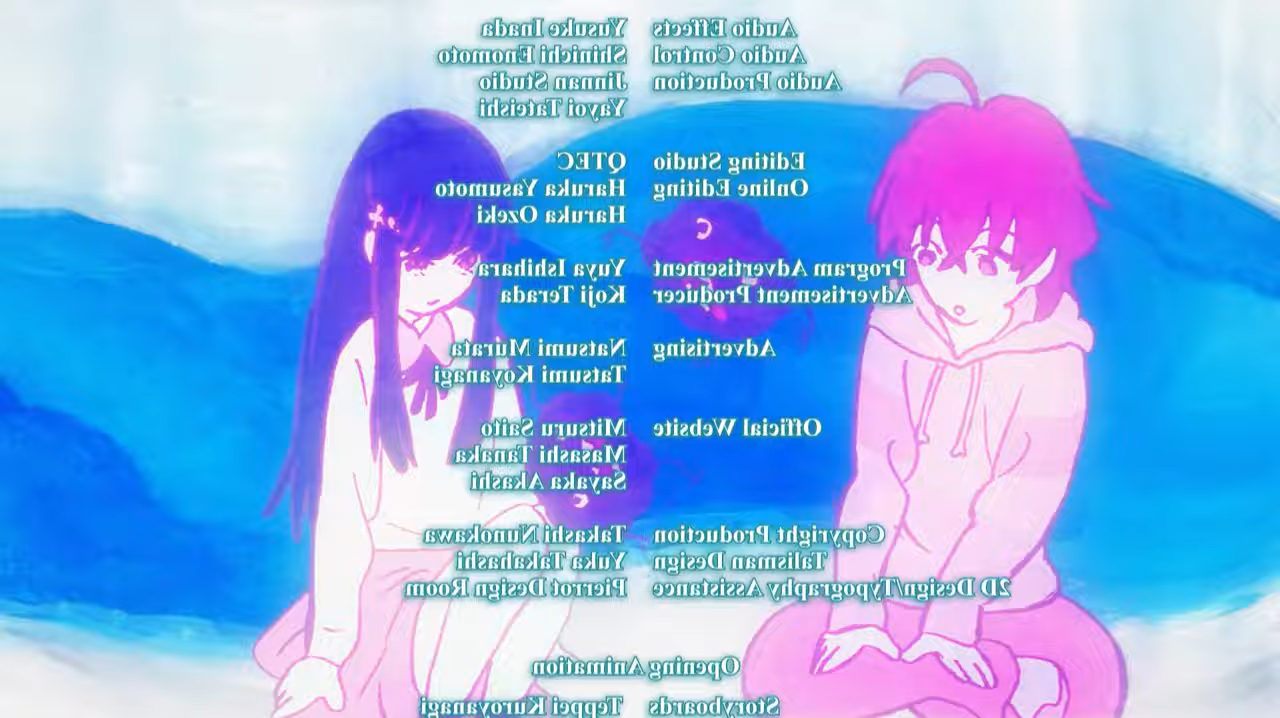 Audio Effects Yusuke Inada
Audio Control Shinichi Enomoto
Audio Production Jinnan Studio
Yayoi Tateishi
Editing Studio QTEC
Online Editing Haruka Yasumoto
Haruka Ozeki
Program Advertisement Yuya Ishihara
Advertisement Producer Koji Terada
Advertising Natsumi Murata
Tatsumi Koyanagi
Official Website Mitsuru Saito
Masashi Tanaka
Sayaka Akashi
Copyright Production Takashi Nunokawa
Talisman Design Yuka Takahashi
2D Design/Typography Assistance Pierrot Design Room
Opening Animation
Storyboards Teppei Kuroyanagi